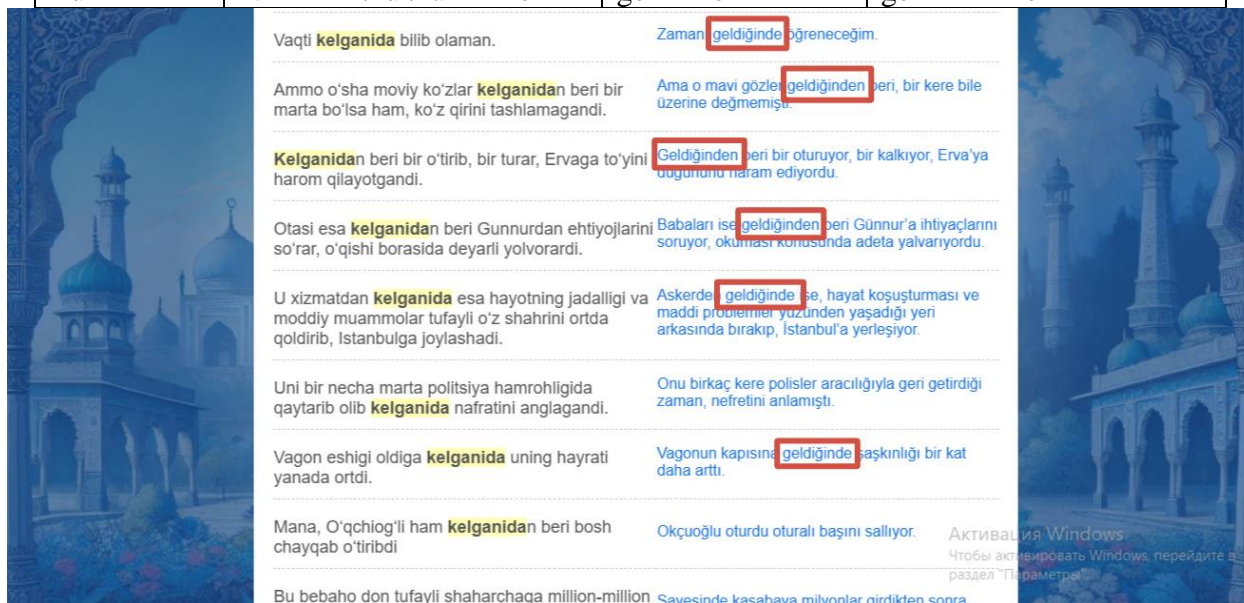 Vaqti kelganida bilib olaman.
Zaman geldiğinde öğreneceğim.
Ammo o‘sha moviy ko‘zlar kelganidan beri bir
marta bo‘lsa ham, ko‘z qirini tashlamagandi.
Ama o mavi gözler geldiğinden beri, bir kere bile
üzerine değmemişti.
Kelganidan beri bir o‘tirib, bir turar, Ervaga to‘yini
harom qilayotgandi.
Geldiğinden beri bir oturuyor, bir kalkıyor, Erva’ya
düğününü haram ediyordu.
Otasi esa kelganidan beri Gunnurdan ehtiyojlarini
so‘rar, o‘qishi borasida deyarli yolvorardi.
Babaları ise geldiğinden beri Günnur’a ihtiyaçlarını
soruyor, okuması konusunda adeta yalvarıyordu.
U xizmatdan kelganida esa hayotning jadalligi va
moddiy muammolar tufayli o‘z shahrini ortda
qoldirib, Istanbulga joylashadi.
Askerden geldiğinde ise, hayat koşuşturması ve
maddi problemler yüzünden yaşadığı yeri
arkasında bırakıp, İstanbul’a yerleşiyor.
Uni bir necha marta politsiya hamrohligida
qaytarib olib kelganida nafratini anglagandi.
Onu birkaç kere polisler aracılığıyla geri getirdiği
zaman, nefretini anlamıştı.
Vagon eshigi oldiga kelganida uning hayrati
yanada ortdi.
Vagonun kapısına geldiğinde şaşkınlığı bir kat
daha arttı.
Mana, O‘qchiog‘li ham kelganidan beri bosh
chayqab o‘tiribdi
Okçuoğlu oturdu oturalı başını sallıyor.
Активация Windows
Чтобы активировать Windows, перейдите в
раздел "Параметры".
Bu bebaho don tufayli shaharchaga million-million
Sayesinde kasabaya milyonlar girdikten sonra